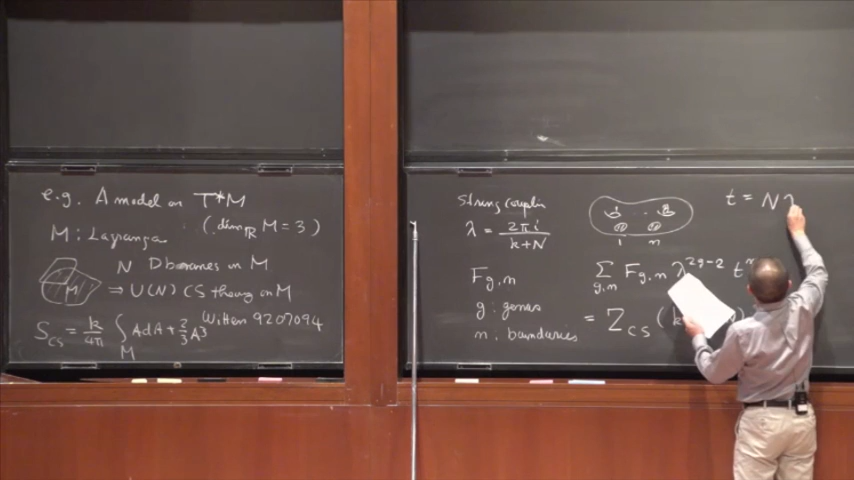 e.g. A model on T*M
(dim_ℝ M = 3)
M: Lagrangian
N D branes on M
M
⇒ U(N) CS theory on M
Witten 9207094
S_CS = k/4π ∫_M AdA + 2/3 A³
string coupling
λ = 2πi / k+N
F_g,n
g: genus
n, boundaries
1 n
t = Nλ
Σ_g,n F_g,n λ^2g-2 t^n
= Z_CS (k